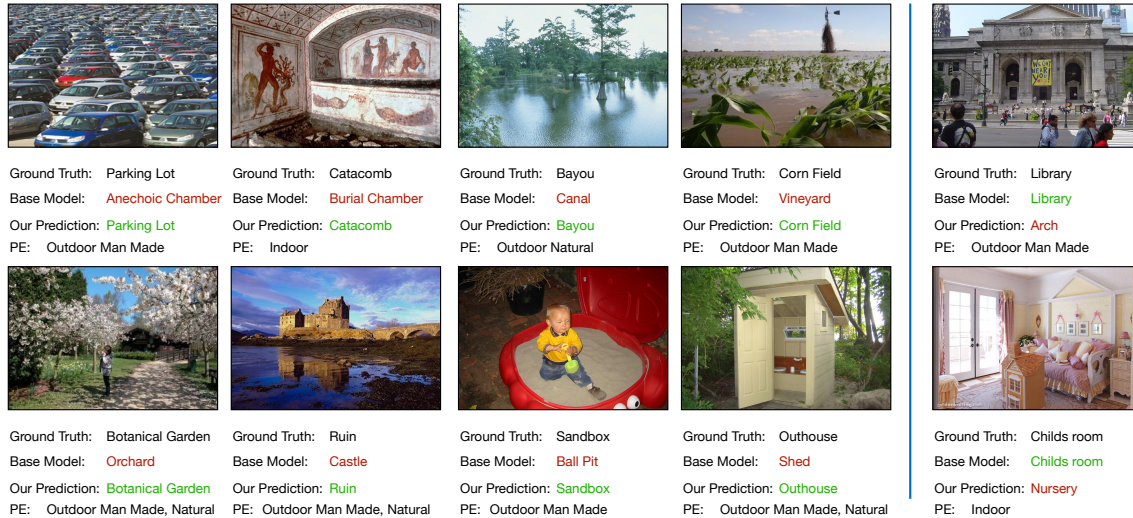 WE GOT HERE
Ground Truth: Parking Lot
Base Model: Anechoic Chamber
Our Prediction: Parking Lot
PE: Outdoor Man Made
Ground Truth: Catacomb
Base Model: Burial Chamber
Our Prediction: Catacomb
PE: Indoor
Ground Truth: Bayou
Base Model: Canal
Our Prediction: Bayou
PE: Outdoor Natural
Ground Truth: Corn Field
Base Model: Vineyard
Our Prediction: Corn Field
PE: Outdoor Man Made
Ground Truth: Library
Base Model: Library
Our Prediction: Arch
PE: Outdoor Man Made
Ground Truth: Botanical Garden
Base Model: Orchard
Our Prediction: Botanical Garden
PE: Outdoor Man Made, Natural
Ground Truth: Ruin
Base Model: Castle
Our Prediction: Ruin
PE: Outdoor Man Made, Natural
Ground Truth: Sandbox
Base Model: Ball Pit
Our Prediction: Sandbox
PE: Outdoor Man Made
Ground Truth: Outhouse
Base Model: Shed
Our Prediction: Outhouse
PE: Outdoor Man Made, Natural
Ground Truth: Childs room
Base Model: Childs room
Our Prediction: Nursery
PE: Indoor